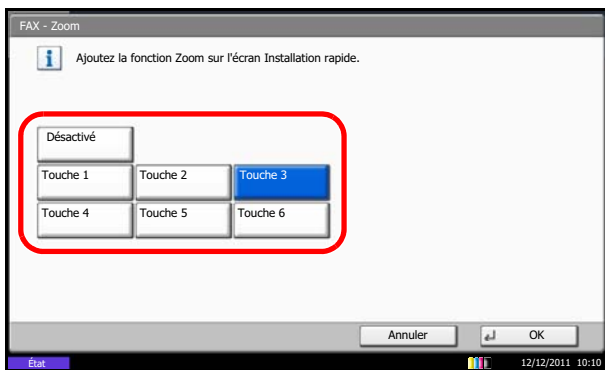 FAX - Zoom
Ajoutez la fonction Zoom sur l'écran Installation rapide.
Désactivé
Touche 1 Touche 2 Touche 3
Touche 4 Touche 5 Touche 6
Annuler OK
État 12/12/2011 10:10